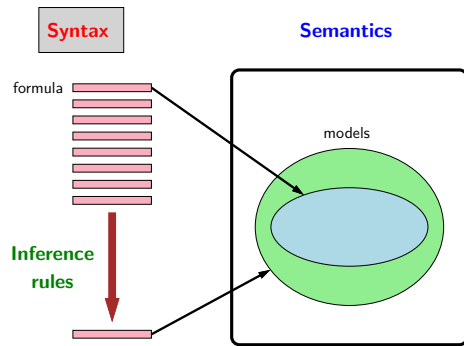 Syntax
Semantics
formula
models
Inference
rules